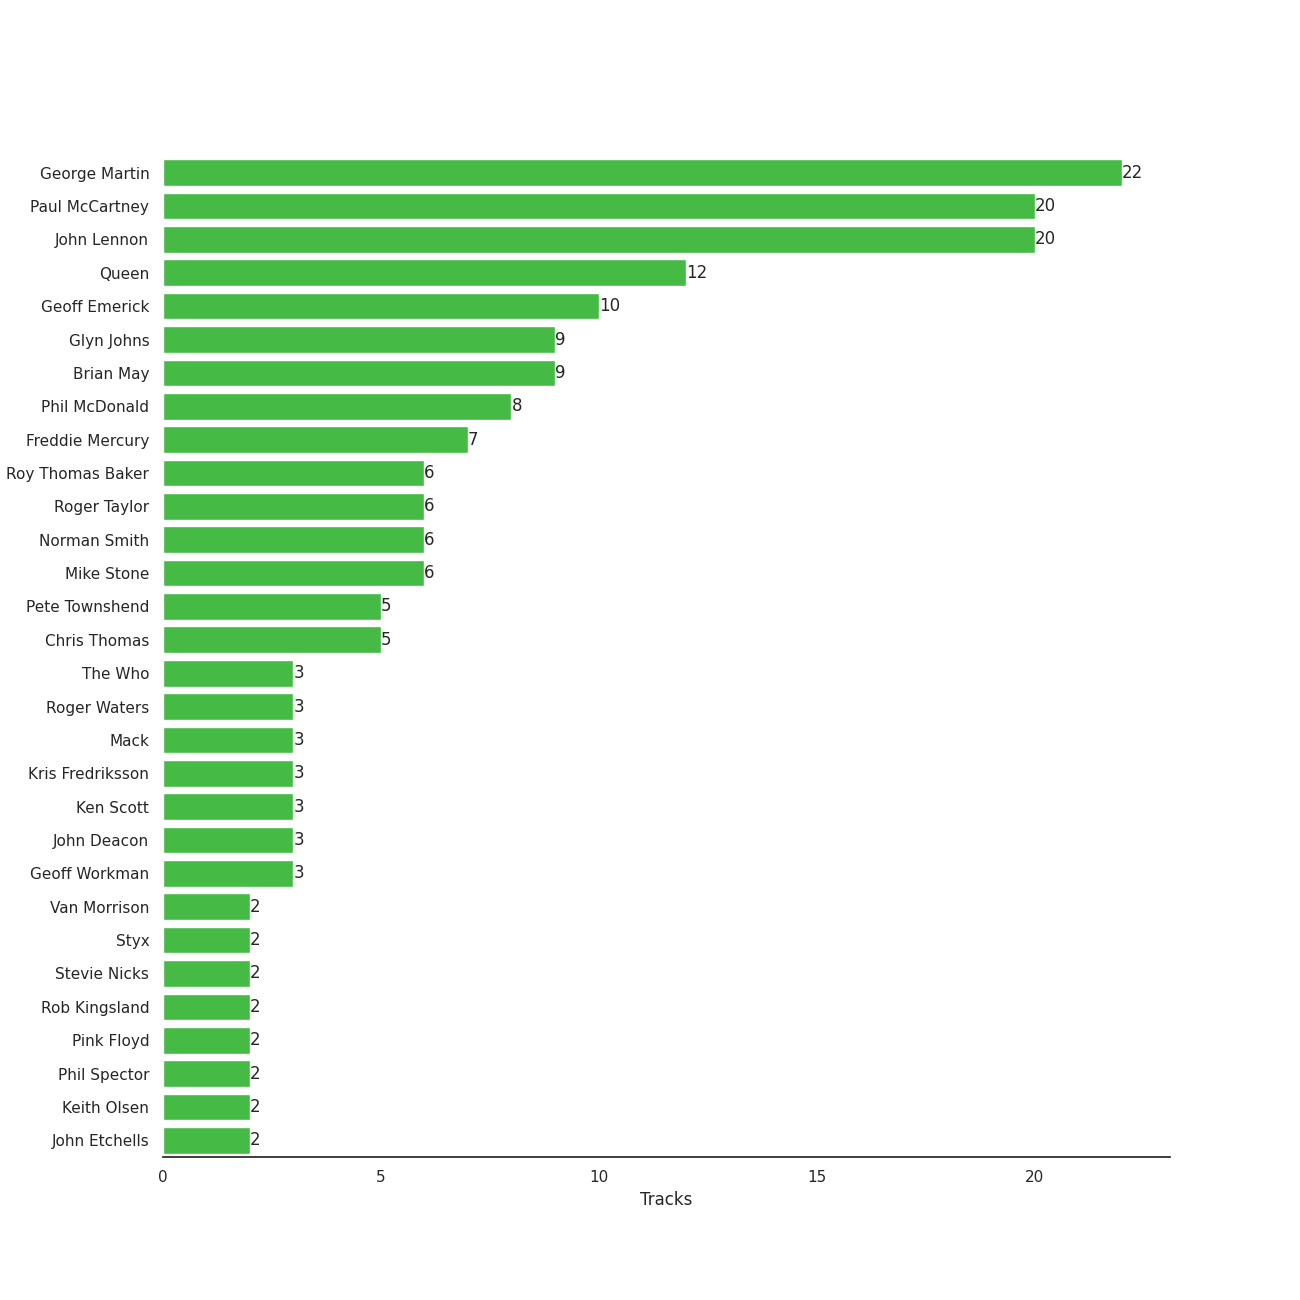 George Martin 22
Paul McCartney 20
John Lennon 20
Queen 12
Geoff Emerick 10
Glyn Johns 9
Brian May 9
Phil McDonald 8
Freddie Mercury 7
Roy Thomas Baker 6
Roger Taylor 6
Norman Smith 6
Mike Stone 6
Pete Townshend 5
Chris Thomas 5
The Who 3
Roger Waters 3
Mack 3
Kris Fredriksson 3
Ken Scott 3
John Deacon 3
Geoff Workman 3
Van Morrison 2
Styx 2
Stevie Nicks 2
Rob Kingsland 2
Pink Floyd 2
Phil Spector 2
Keith Olsen 2
John Etchells 2
0 5 10 15 20
Tracks